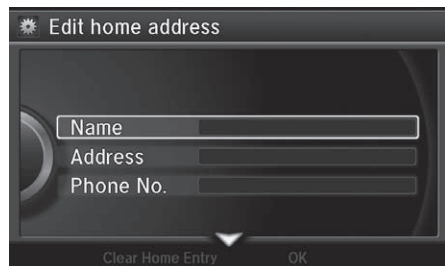 Edit home address
Name
Address
Phone No.
Clear Home Entry OK